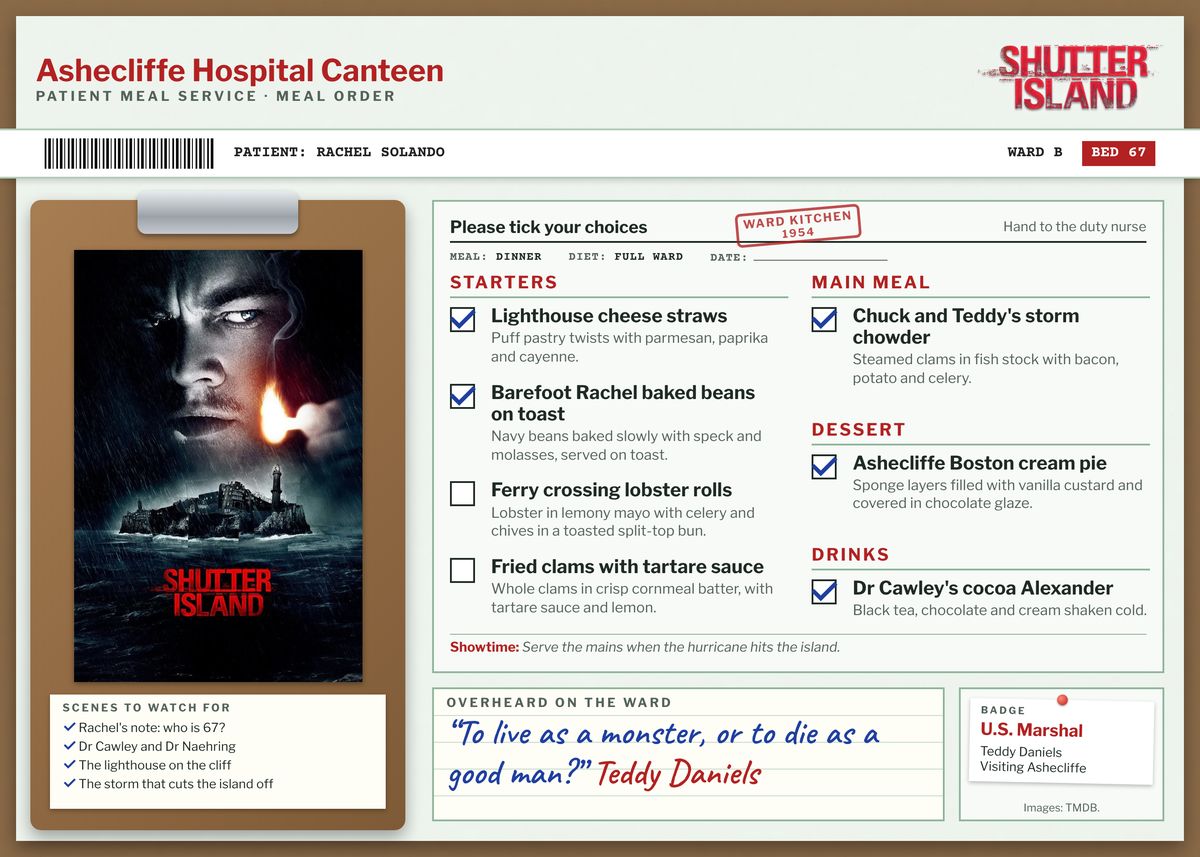 Ashecliffe Hospital Canteen
PATIENT MEAL SERVICE · MEAL ORDER
SHUTTER
ISLAND
PATIENT: RACHEL SOLANDO
WARD B
BED 67
SHUTTER
ISLAND
SCENES TO WATCH FOR
Rachel's note: who is 67?
Dr Cawley and Dr Naehring
The lighthouse on the cliff
The storm that cuts the island off
Please tick your choices
WARD KITCHEN
1954
Hand to the duty nurse
MEAL: DINNER
DIET: FULL WARD
DATE:
STARTERS
Lighthouse cheese straws
Puff pastry twists with parmesan, paprika
and cayenne.
Barefoot Rachel baked beans
on toast
Navy beans baked slowly with speck and
molasses, served on toast.
Ferry crossing lobster rolls
Lobster in lemony mayo with celery and
chives in a toasted split-top bun.
Fried clams with tartare sauce
Whole clams in crisp cornmeal batter, with
tartare sauce and lemon.
MAIN MEAL
Chuck and Teddy's storm
chowder
Steamed clams in fish stock with bacon,
potato and celery.
DESSERT
Ashecliffe Boston cream pie
Sponge layers filled with vanilla custard and
covered in chocolate glaze.
DRINKS
Dr Cawley's cocoa Alexander
Black tea, chocolate and cream shaken cold.
Showtime: Serve the mains when the hurricane hits the island.
OVERHEARD ON THE WARD
“To live as a monster, or to die as a
good man?” Teddy Daniels
BADGE
U.S. Marshal
Teddy Daniels
Visiting Ashecliffe
Images: TMDB.